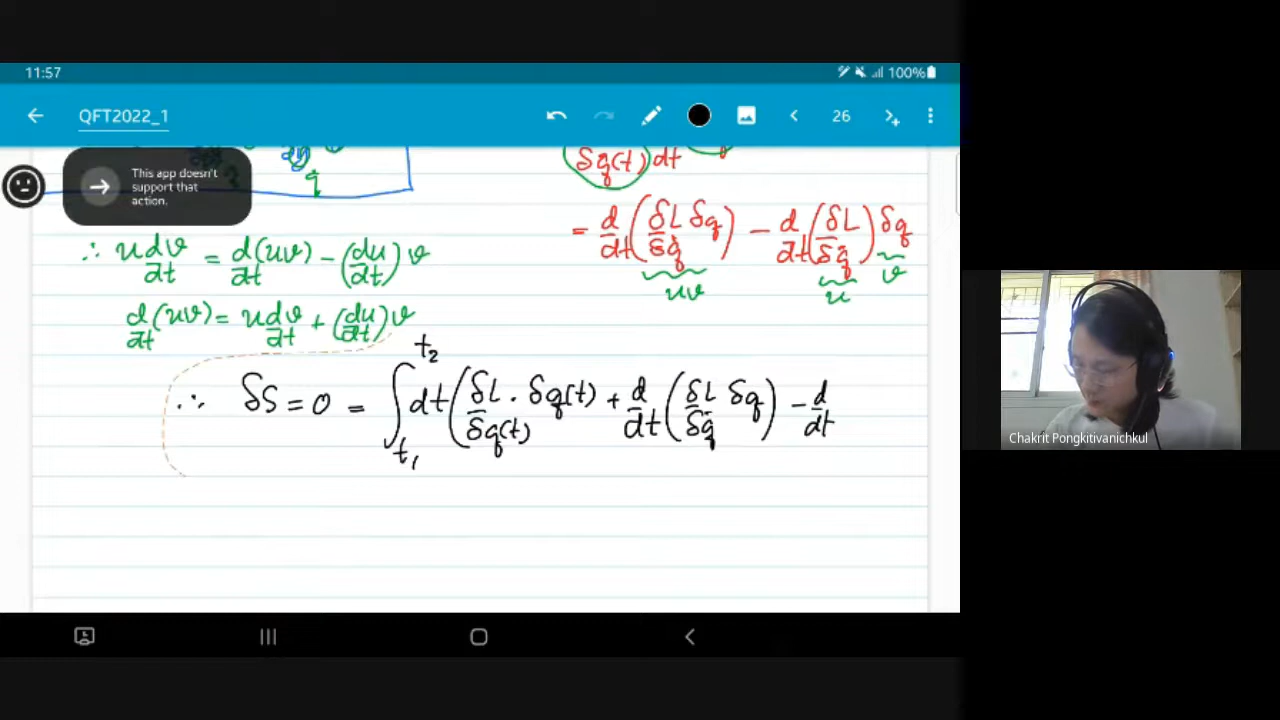 11:57 100%
QFT2022_1 26
This app doesn't
support that
action.
q
δq(t) dt
= d/dt (δL/δq̇ δq) − d/dt (δL/δq̇) δq
uv u v
∴ u dv/dt = d/dt (uv) − (du/dt) v
d/dt (uv) = u dv/dt + (du/dt) v
∴ δS = 0 = ∫_{t₁}^{t₂} dt (δL/δq(t) · δq(t) + d/dt (δL/δq̇ δq) − d/dt
Chakrit Pongkitivanichkul